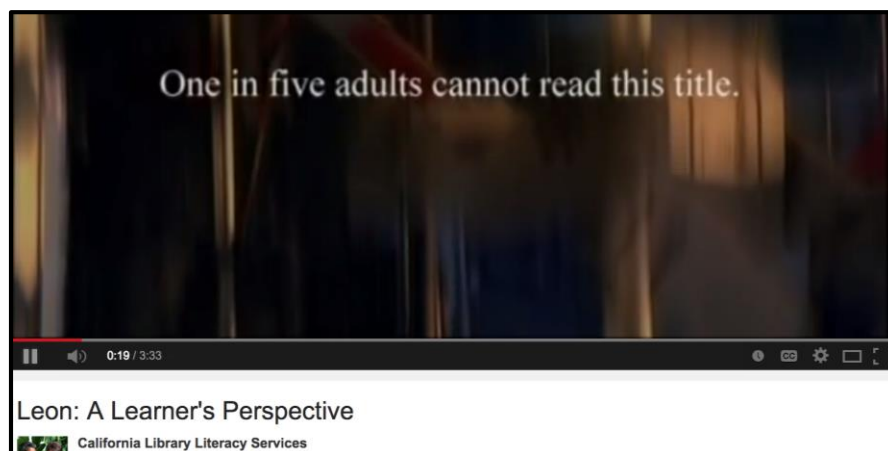 One in five adults cannot read this title.
0:19 / 3:33
CC
Leon: A Learner's Perspective
California Library Literacy Services